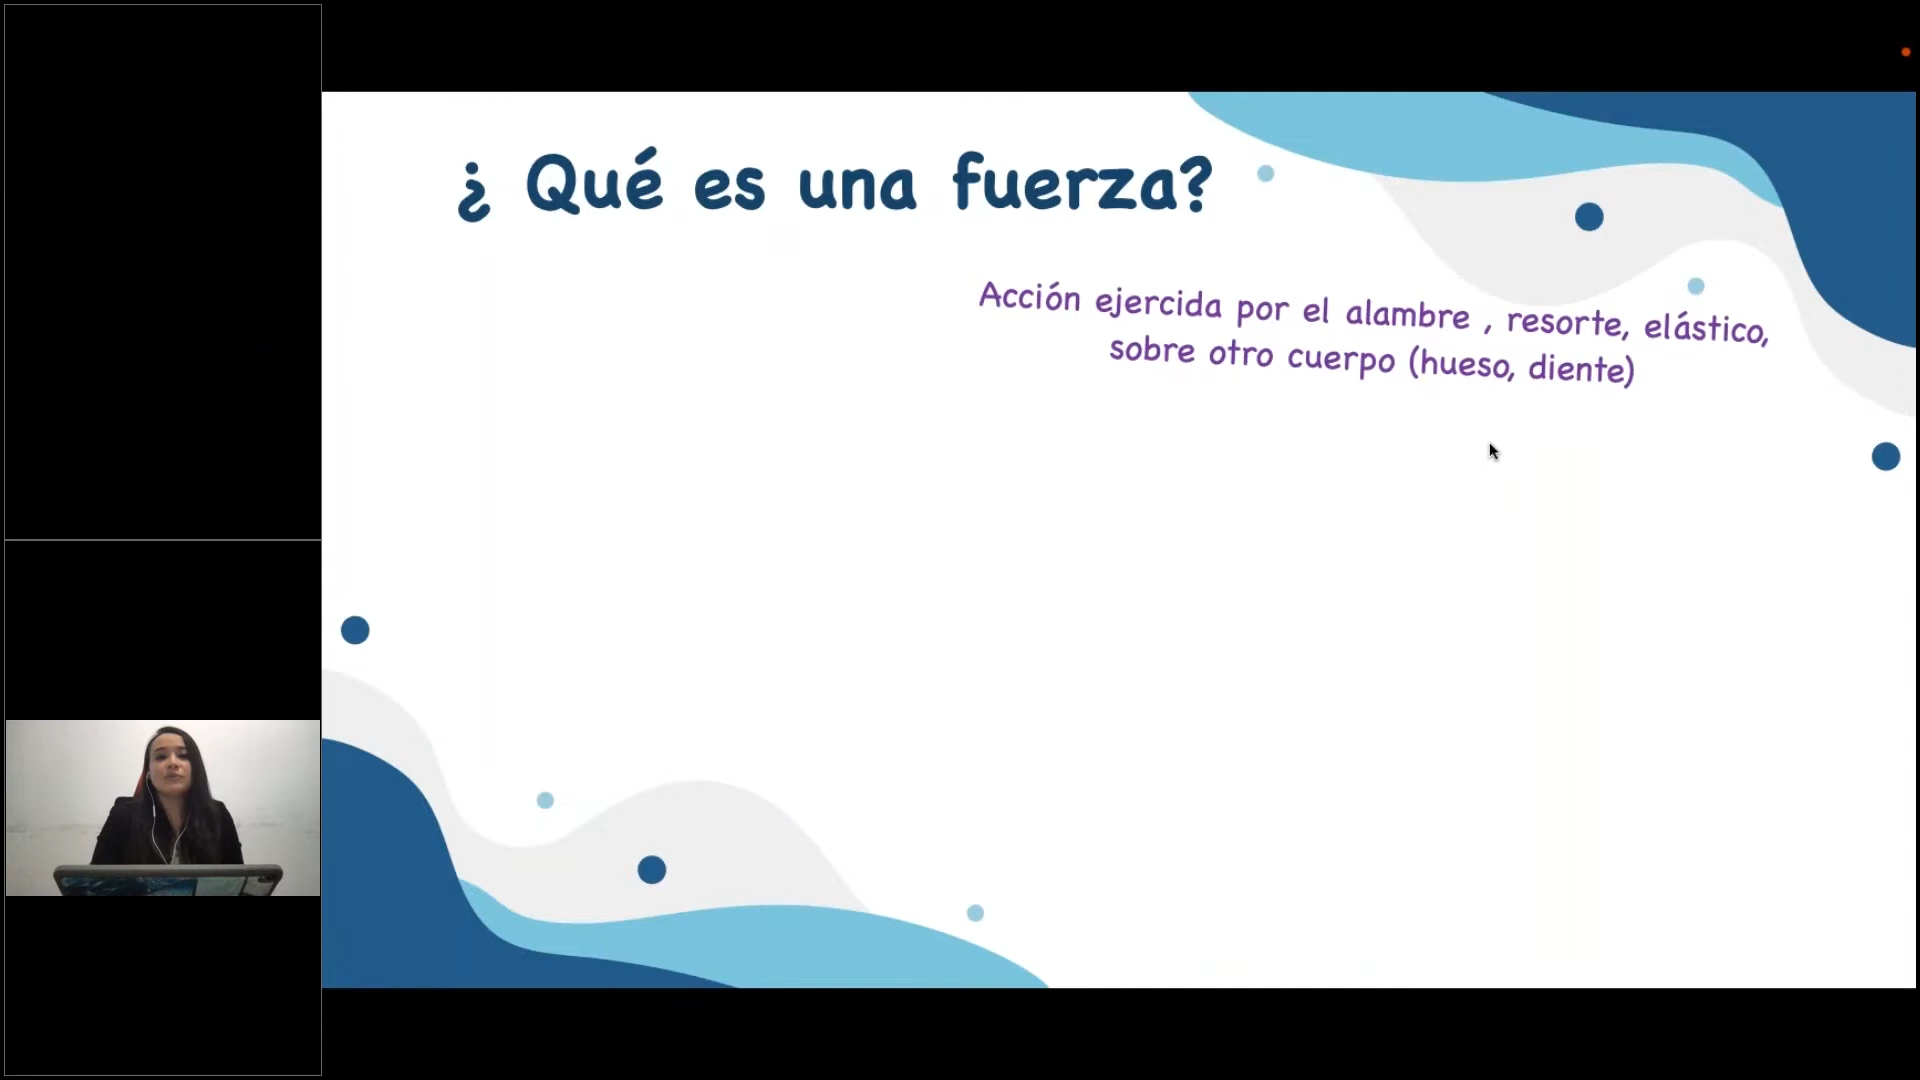 ¿ Qué es una fuerza?
Acción ejercida por el alambre , resorte, elástico,
sobre otro cuerpo (hueso, diente)